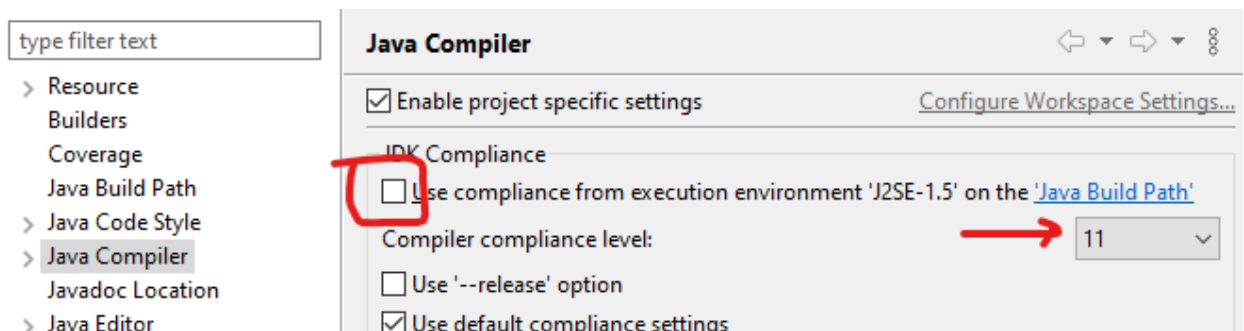 type filter text
Resource
Builders
Coverage
Java Build Path
Java Code Style
Java Compiler
Javadoc Location
Java Editor
Java Compiler
Enable project specific settings
Configure Workspace Settings...
JDK Compliance
Use compliance from execution environment 'J2SE-1.5' on the 'Java Build Path'
Compiler compliance level:
11
Use '--release' option
Use default compliance settings